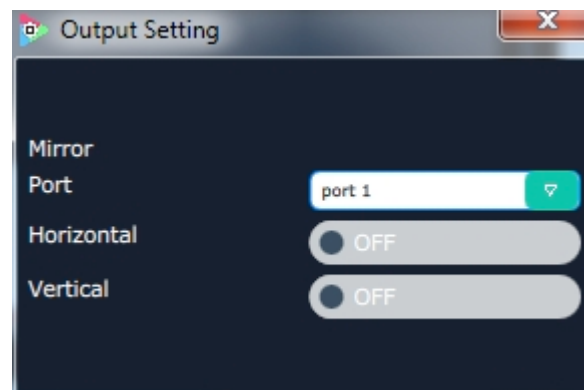 Output Setting
Mirror
Port port 1
Horizontal OFF
Vertical OFF